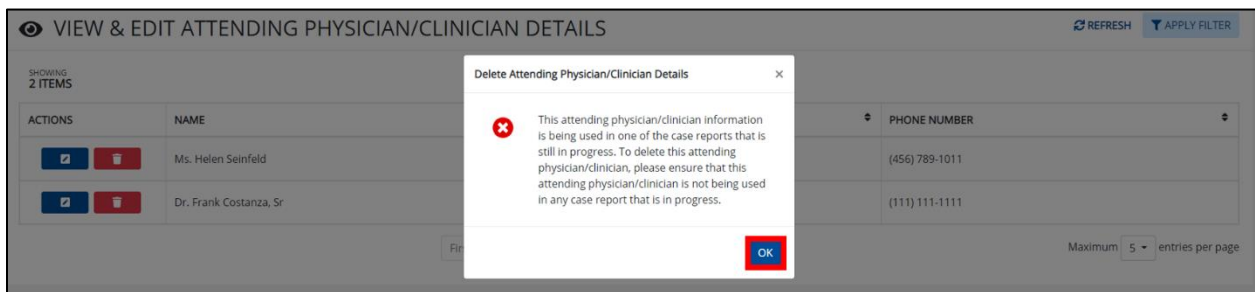 VIEW & EDIT ATTENDING PHYSICIAN/CLINICIAN DETAILS
REFRESH
APPLY FILTER
SHOWING
2 ITEMS
Delete Attending Physician/Clinician Details
×
This attending physician/clinician information
is being used in one of the case reports that is
still in progress. To delete this attending
physician/clinician, please ensure that this
attending physician/clinician is not being used
in any case report that is in progress.
OK
ACTIONS NAME PHONE NUMBER
Ms. Helen Seinfeld (456) 789-1011
Dr. Frank Costanza, Sr (111) 111-1111
Maximum 5 entries per page